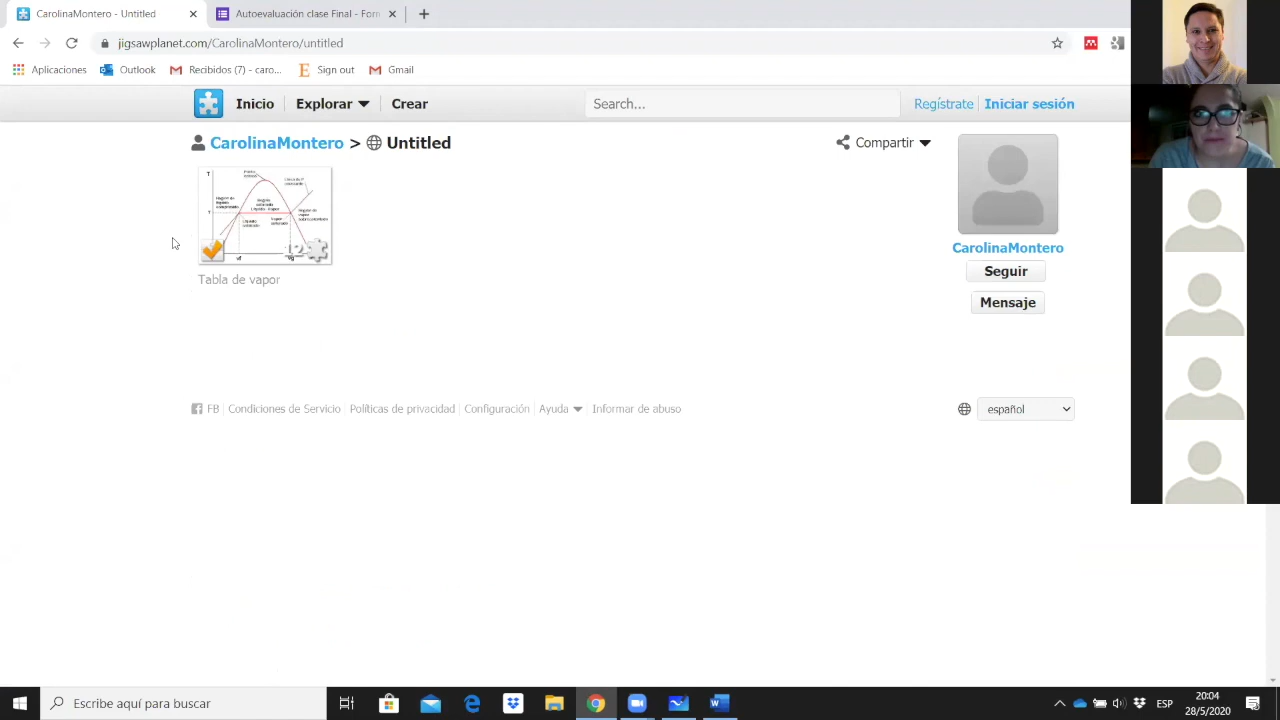 CarolinaMontero - Untitled
Autoevaluación clase Final - Forr
jigsawplanet.com/CarolinaMontero/untitled
Aplicaciones
Outlook
Recibidos (7) - caro...
Sign out
Gmail
Inicio
Explorar
Crear
Search...
Regístrate
Iniciar sesión
CarolinaMontero > Untitled
Compartir
Tabla de vapor
CarolinaMontero
Seguir
Mensaje
FB
Condiciones de Servicio
Políticas de privacidad
Configuración
Ayuda
Informar de abuso
español
Escribe aquí para buscar
ESP
20:04
28/5/2020